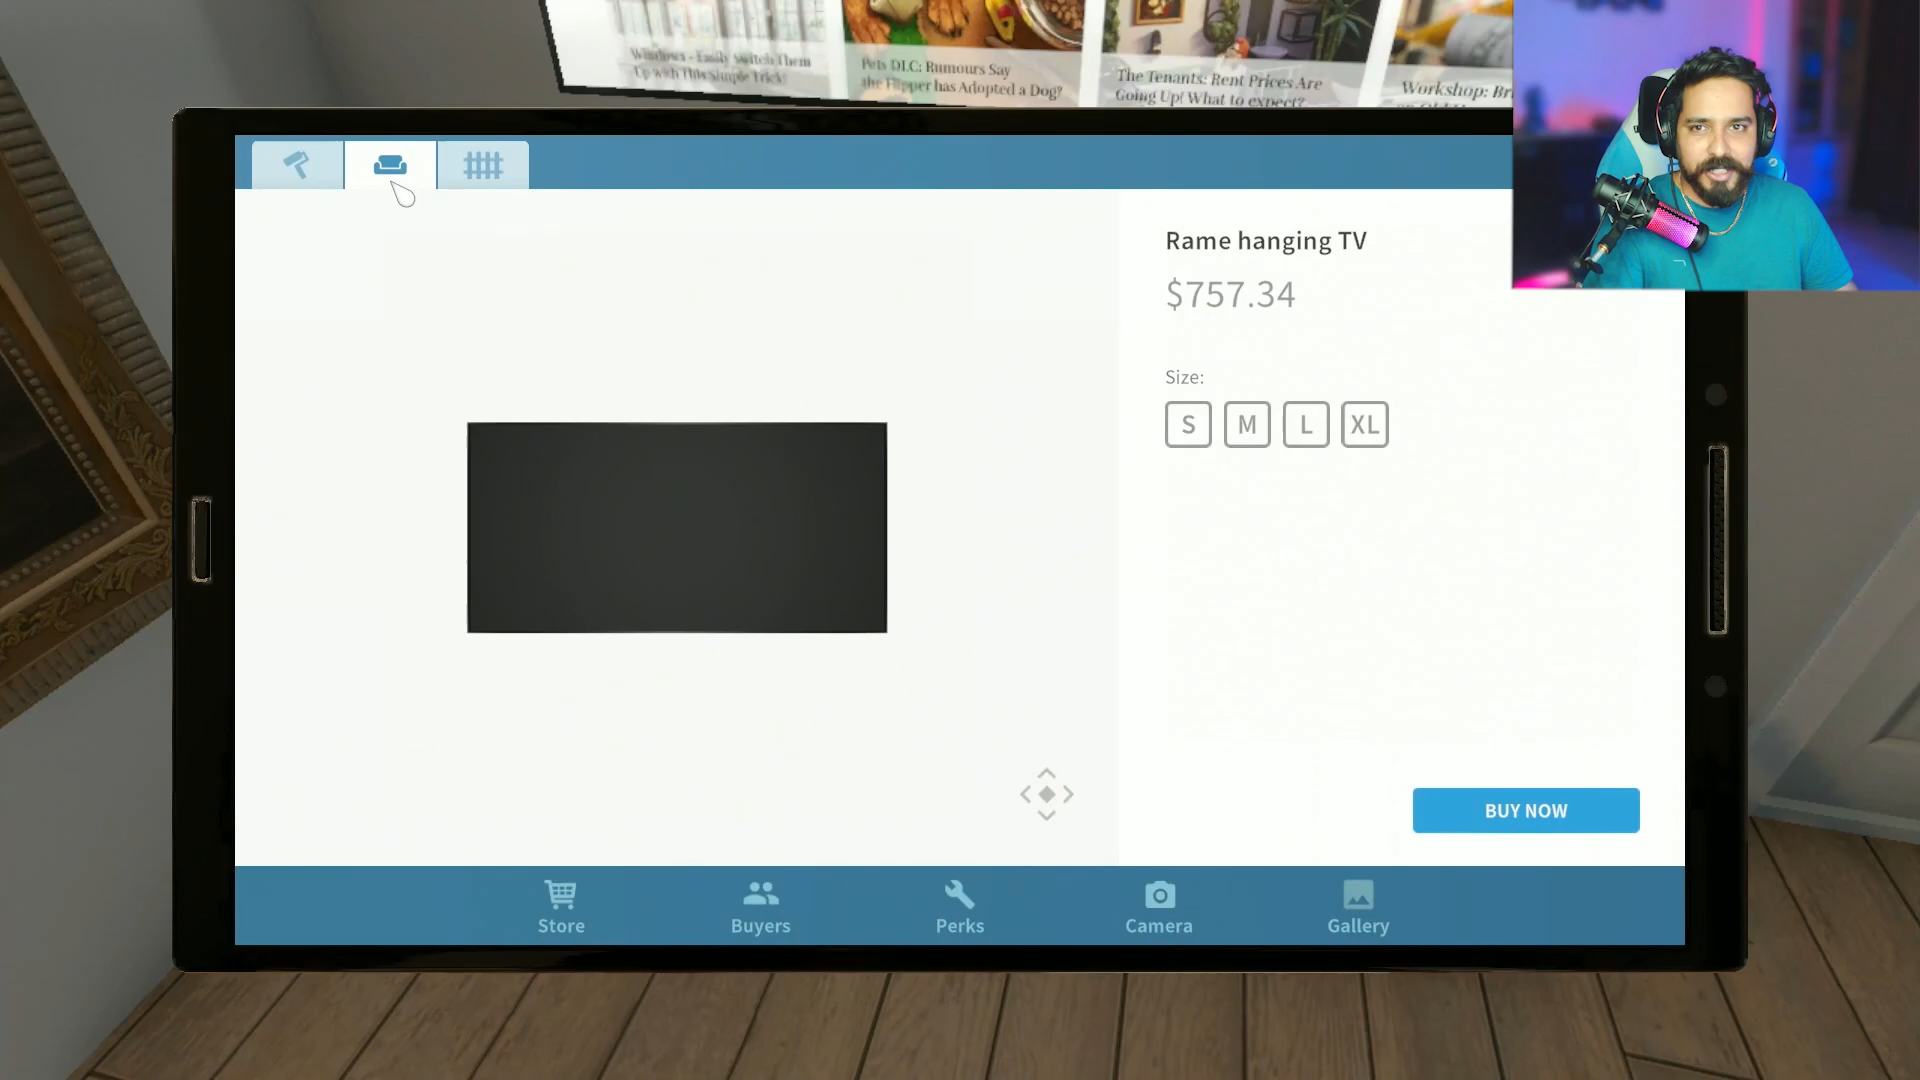 Windows - Easily Switch Them
Up with This Simple Trick!
Pets DLC: Rumours Say
the Flipper has Adopted a Dog?
The Tenants: Rent Prices Are
Going Up! What to expect?
Workshop:
Rame hanging TV
$757.34
Size:
S M L XL
BUY NOW
Store Buyers Perks Camera Gallery